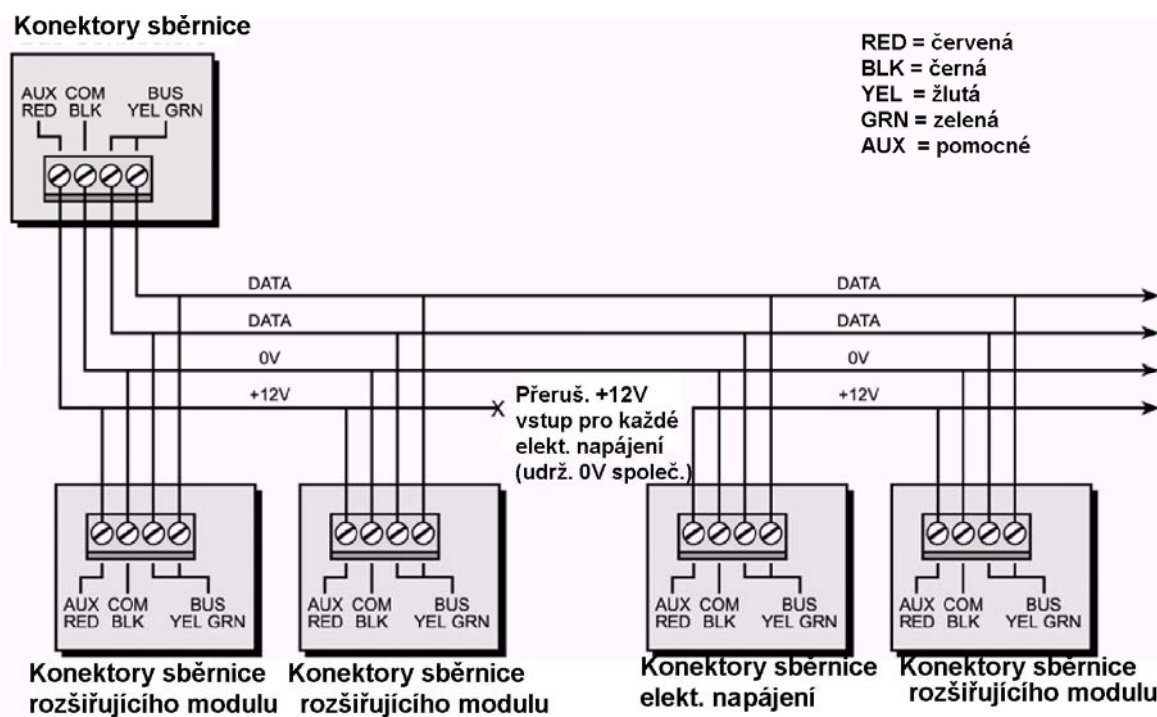 Konektory sběrnice
AUX COM BUS
RED BLK YEL GRN
RED = červená
BLK = černá
YEL = žlutá
GRN = zelená
AUX = pomocné
DATA DATA
DATA DATA
0V 0V
+12V +12V
X Přeruš. +12V
vstup pro každé
elekt. napájení
(udrž. 0V společ.)
AUX COM BUS
RED BLK YEL GRN
Konektory sběrnice
rozšiřujícího modulu
AUX COM BUS
RED BLK YEL GRN
Konektory sběrnice
rozšiřujícího modulu
AUX COM BUS
RED BLK YEL GRN
Konektory sběrnice
elekt. napájení
AUX COM BUS
RED BLK YEL GRN
Konektory sběrnice
rozšiřujícího modulu